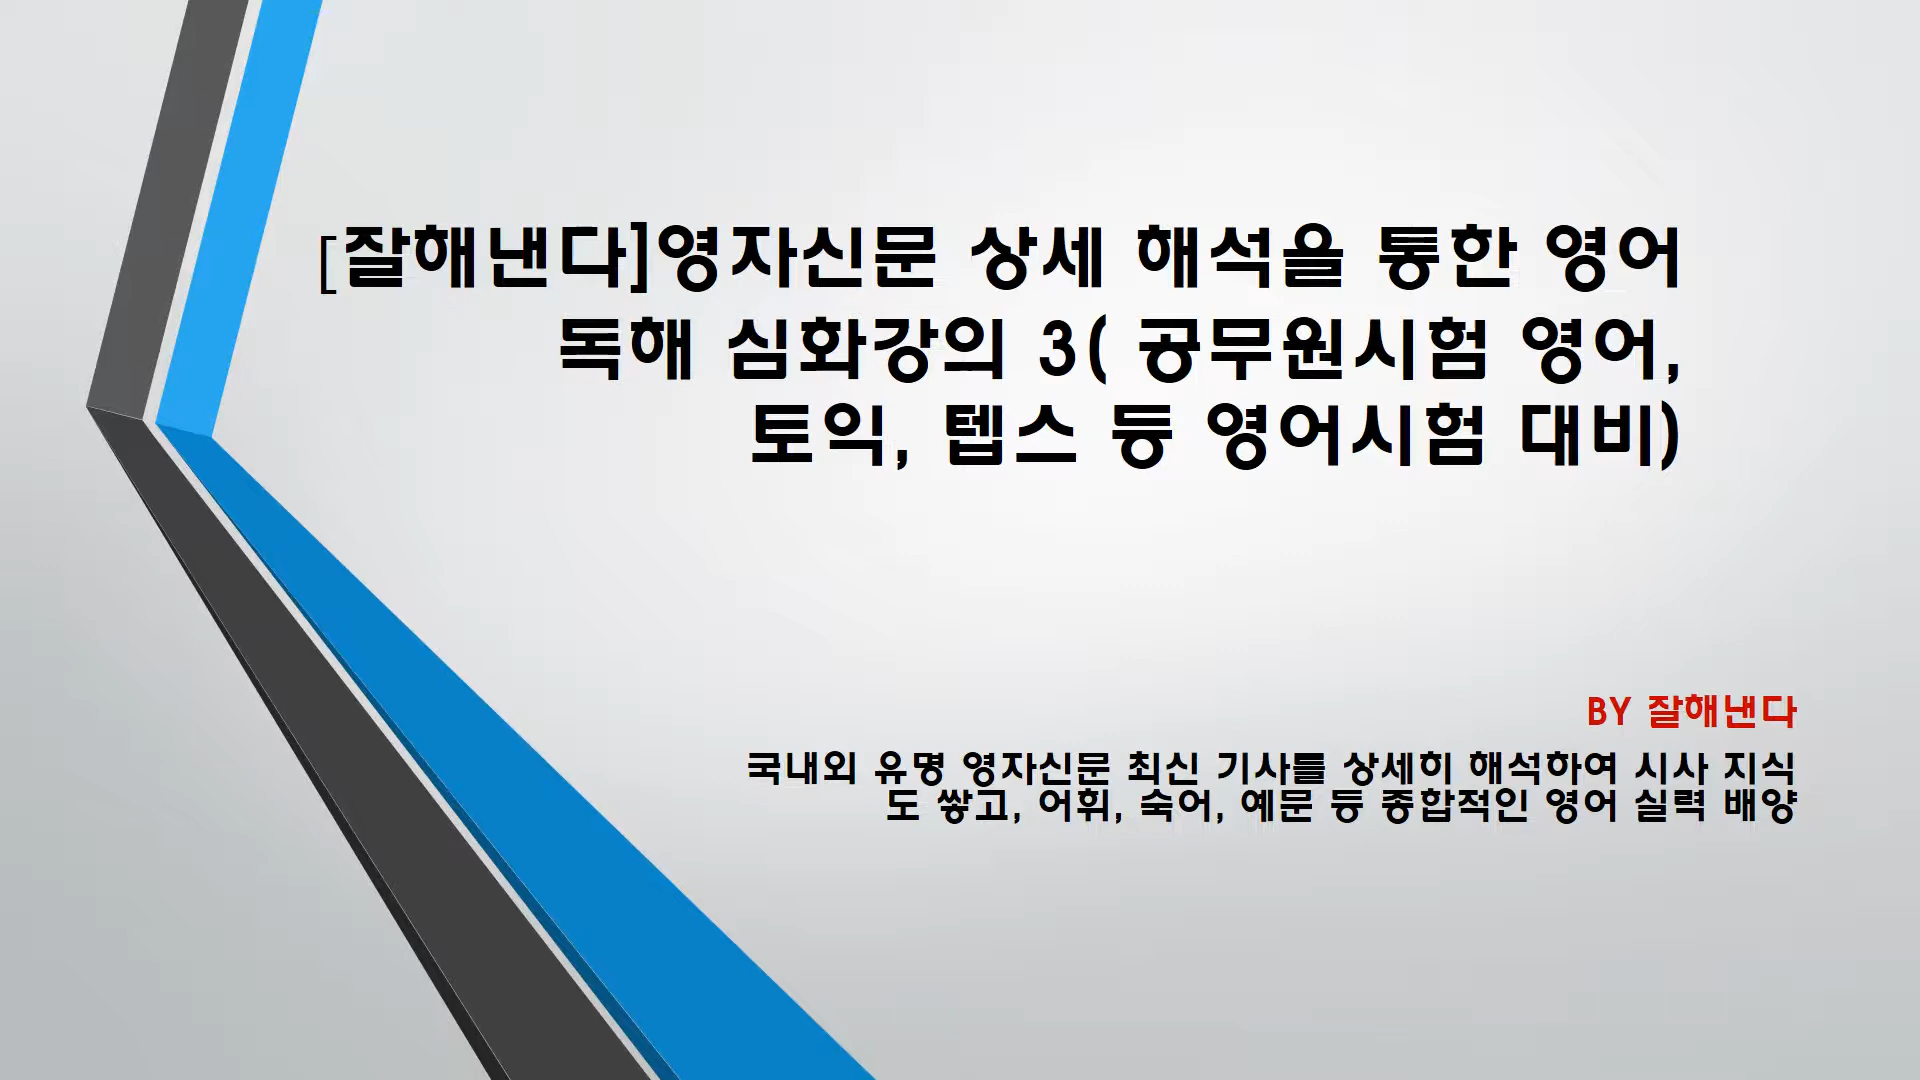 [잘해낸다]영자신문 상세 해석을 통한 영어
독해 심화강의 3( 공무원시험 영어,
토익, 텝스 등 영어시험 대비)
BY 잘해낸다
국내외 유명 영자신문 최신 기사를 상세히 해석하여 시사 지식
도 쌓고, 어휘, 숙어, 예문 등 종합적인 영어 실력 배양